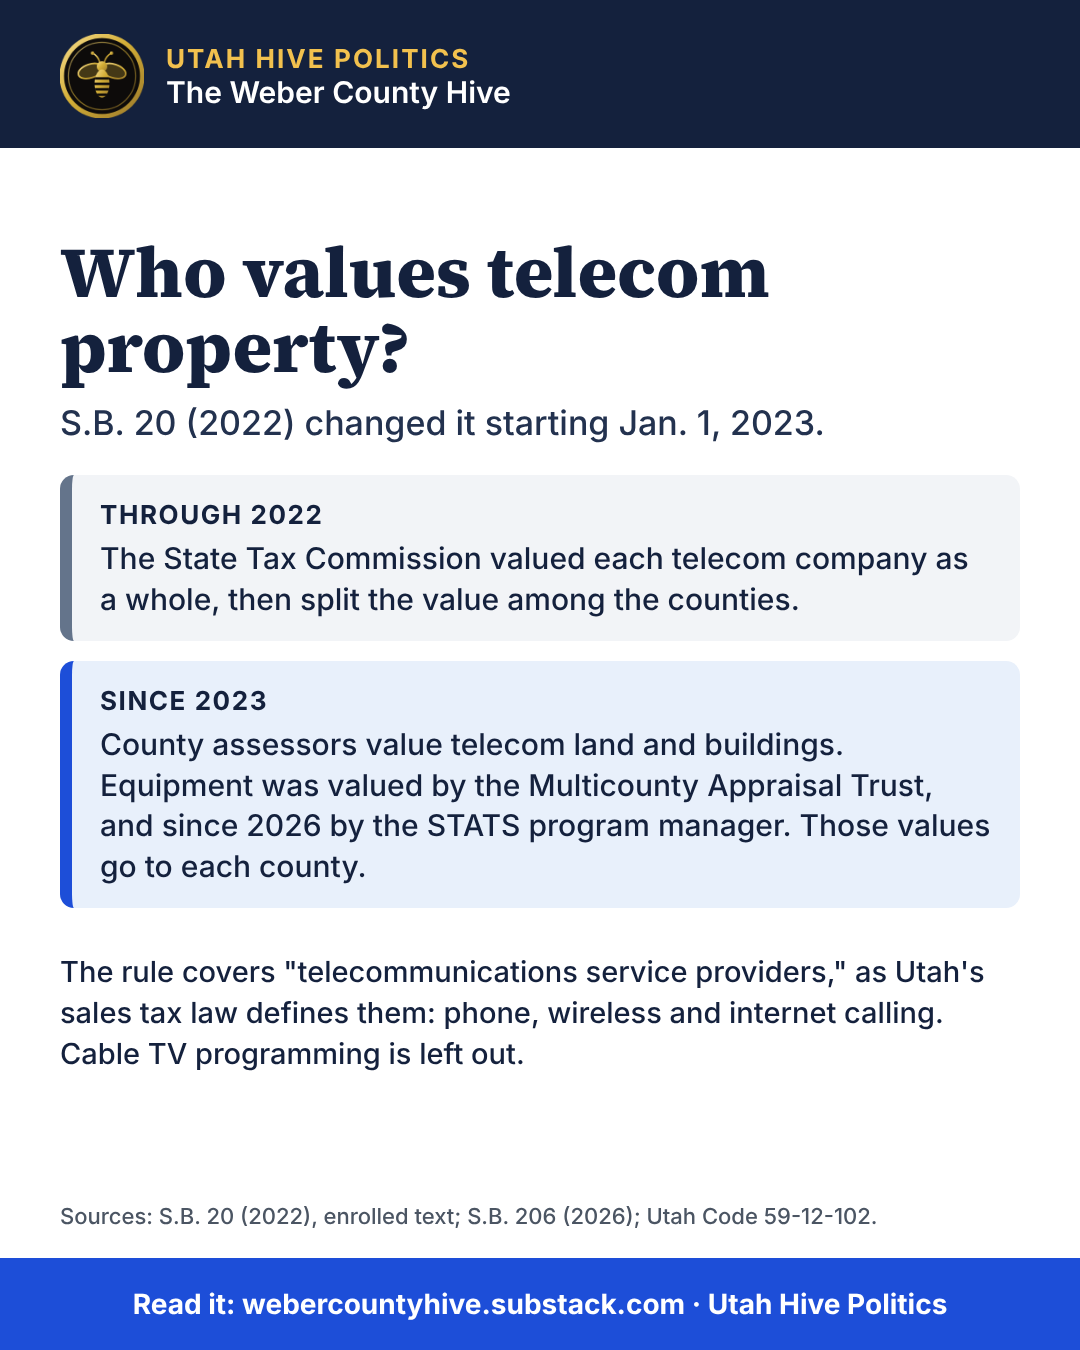 UTAH HIVE POLITICS
The Weber County Hive
Who values telecom
property?
S.B. 20 (2022) changed it starting Jan. 1, 2023.
THROUGH 2022
The State Tax Commission valued each telecom company as
a whole, then split the value among the counties.
SINCE 2023
County assessors value telecom land and buildings.
Equipment was valued by the Multicounty Appraisal Trust,
and since 2026 by the STATS program manager. Those values
go to each county.
The rule covers "telecommunications service providers," as Utah's
sales tax law defines them: phone, wireless and internet calling.
Cable TV programming is left out.
Sources: S.B. 20 (2022), enrolled text; S.B. 206 (2026); Utah Code 59-12-102.
Read it: webercountyhive.substack.com · Utah Hive Politics